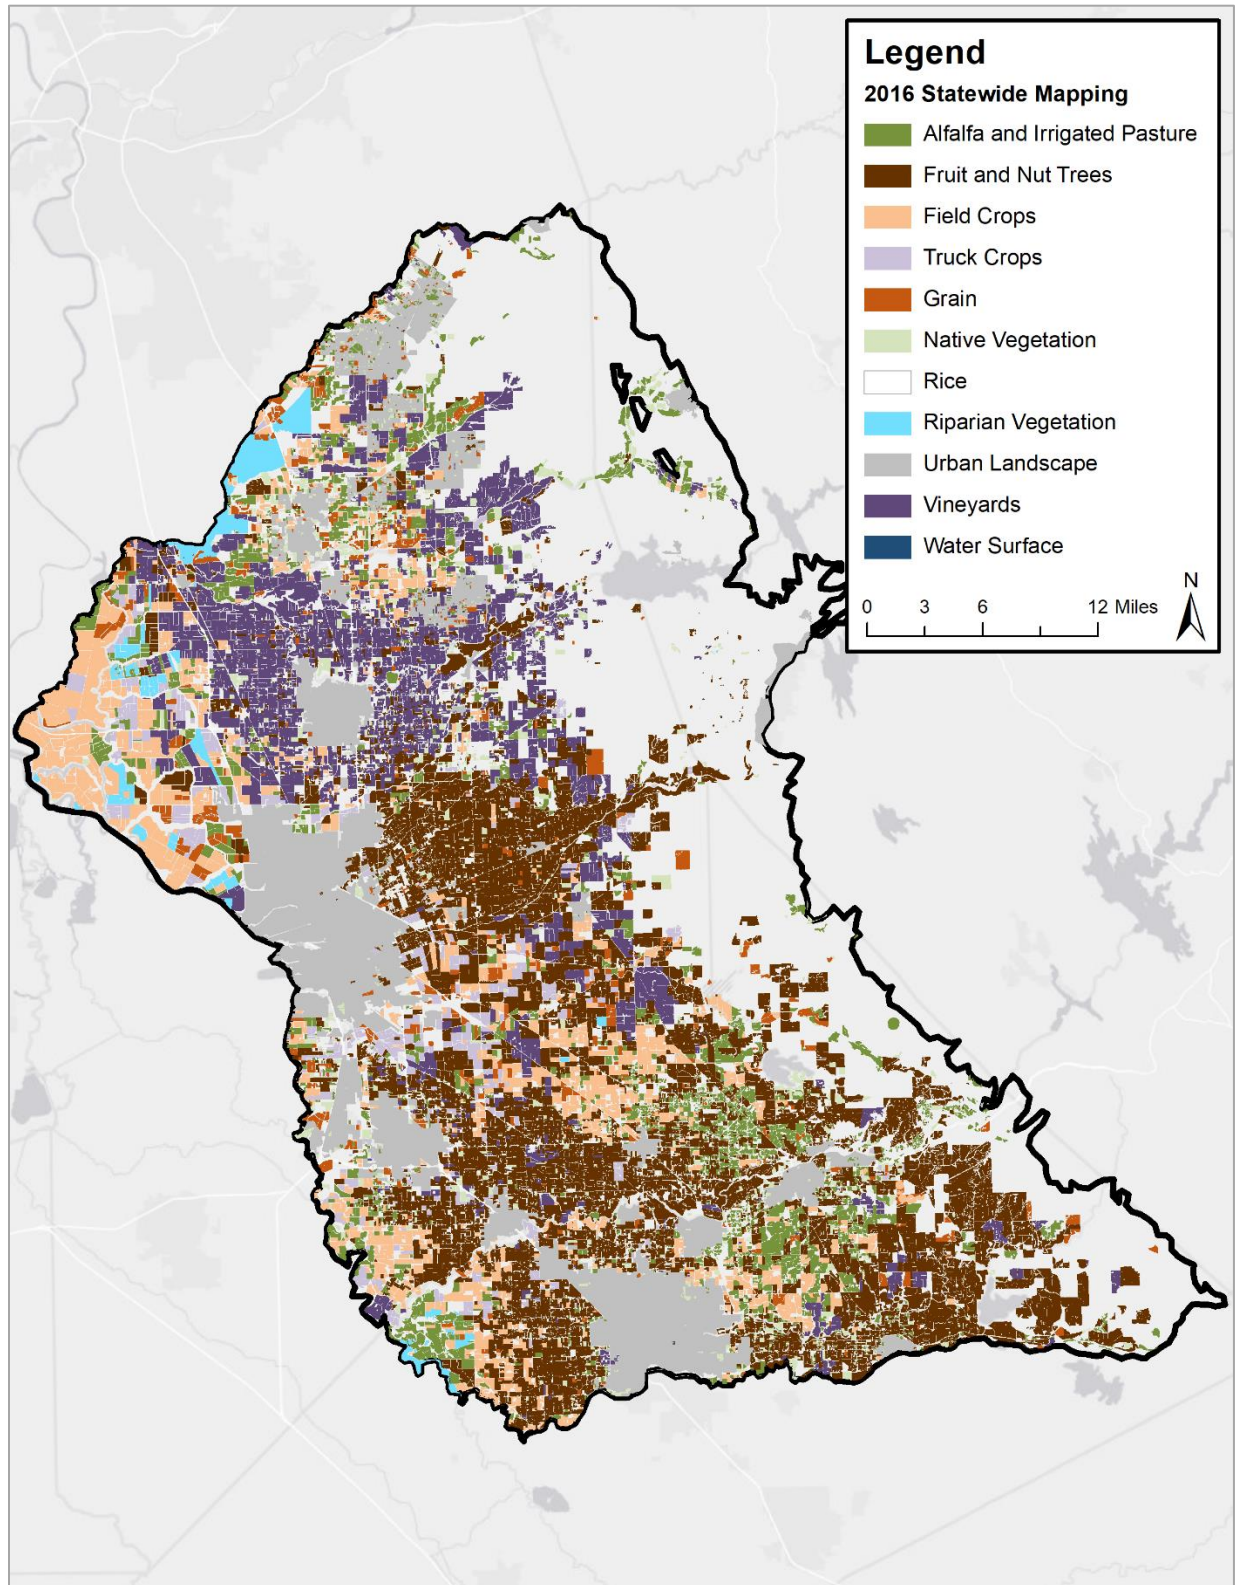 Legend
2016 Statewide Mapping
Alfalfa and Irrigated Pasture
Fruit and Nut Trees
Field Crops
Truck Crops
Grain
Native Vegetation
Rice
Riparian Vegetation
Urban Landscape
Vineyards
Water Surface
N
0 3 6 12 Miles